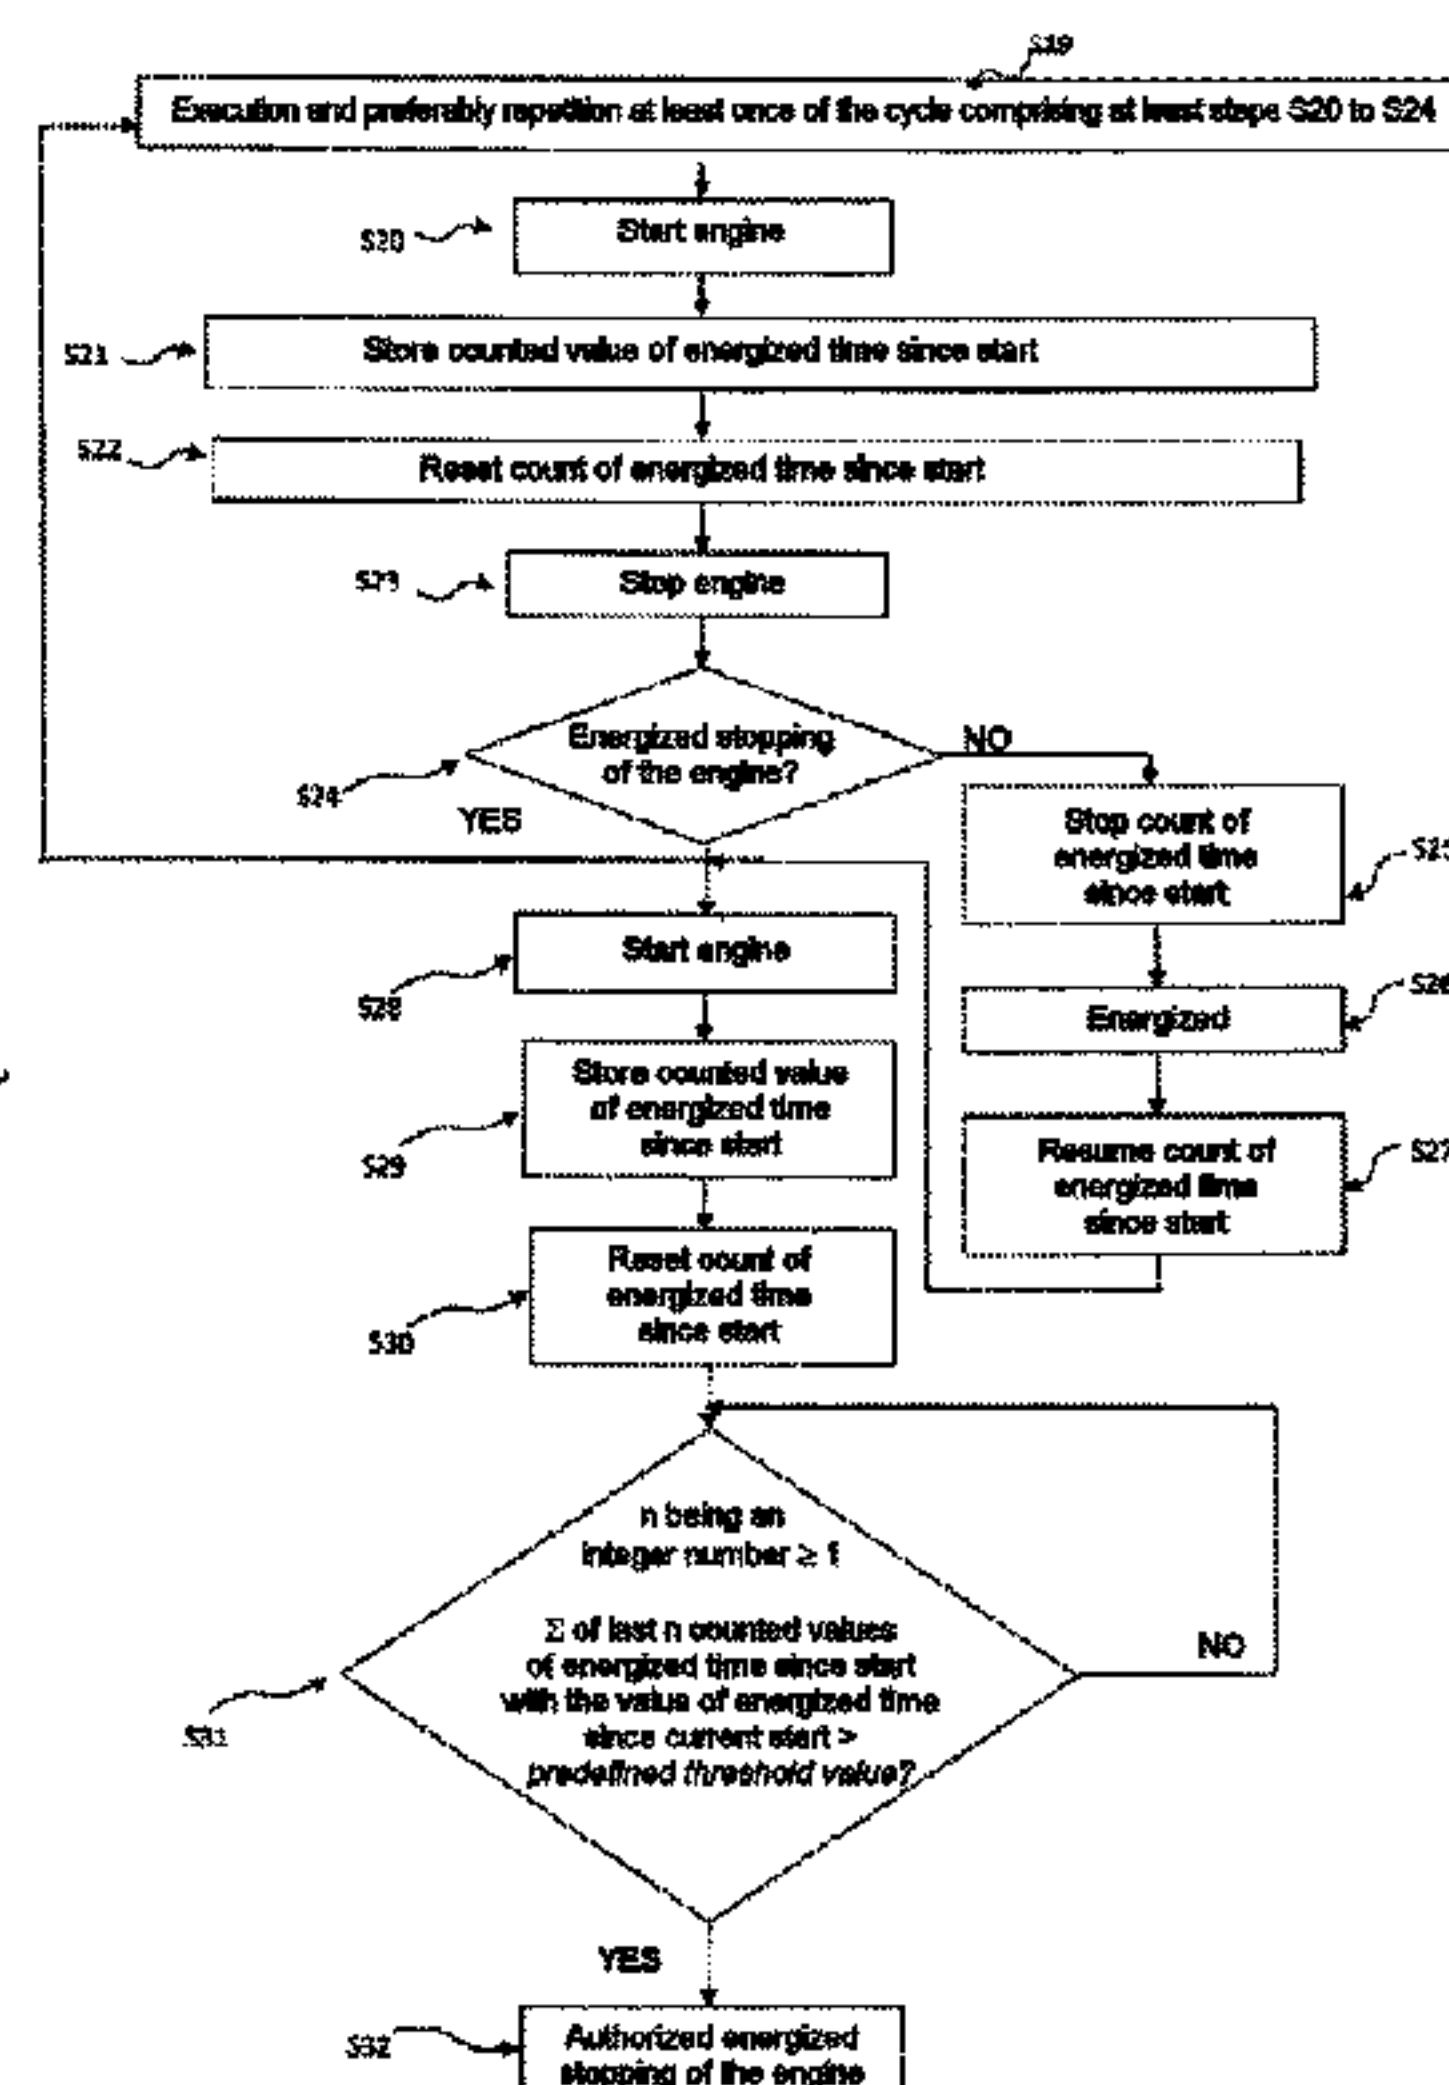 S19
Execution and preferably repetition at least once of the cycle comprising at least steps S20 to S24
S20
Start engine
S21
Store counted value of energized time since start
S22
Reset count of energized time since start
S23
Stop engine
S24
Energized stopping
of the engine?
NO
YES
Stop count of
energized time
since start
S25
Start engine
S28
Energized
S26
Store counted value
of energized time
since start
S29
Resume count of
energized time
since start
S27
Reset count of
energized time
since start
S30
n being an
integer number ≥ 1
Σ of last n counted values
of energized time since start
with the value of energized time
since current start >
predefined threshold value?
NO
S31
YES
S32
Authorized energized
stopping of the engine